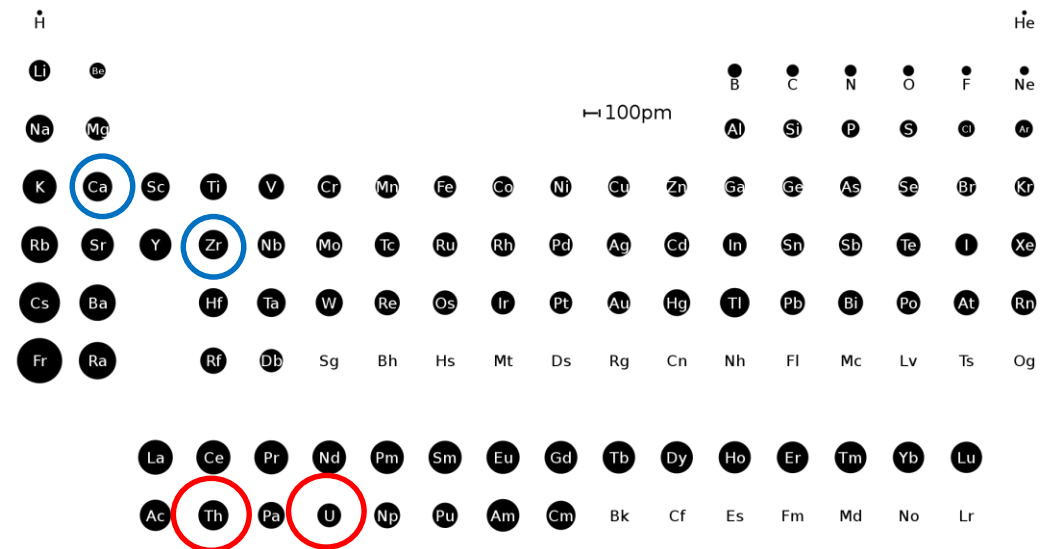 H He
Li Be B C N O F Ne
100pm
Na Mg Al Si P S Cl Ar
K Ca Sc Ti V Cr Mn Fe Co Ni Cu Zn Ga Ge As Se Br Kr
Rb Sr Y Zr Nb Mo Tc Ru Rh Pd Ag Cd In Sn Sb Te I Xe
Cs Ba Hf Ta W Re Os Ir Pt Au Hg Tl Pb Bi Po At Rn
Fr Ra Rf Db Sg Bh Hs Mt Ds Rg Cn Nh Fl Mc Lv Ts Og
La Ce Pr Nd Pm Sm Eu Gd Tb Dy Ho Er Tm Yb Lu
Ac Th Pa U Np Pu Am Cm Bk Cf Es Fm Md No Lr